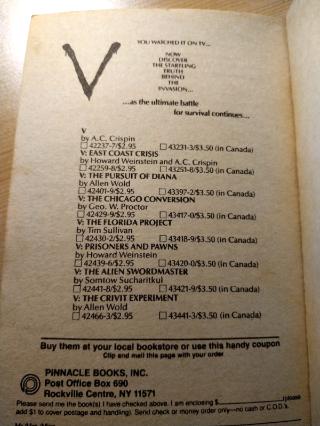 V
YOU WATCHED IT ON TV...
NOW
DISCOVER
THE STARTLING
TRUTH
BEHIND
THE
INVASION...
...as the ultimate battle
for survival continues...
V
by A.C. Crispin
42237-7/$2.95 43231-3/$3.50 (in Canada)
V: EAST COAST CRISIS
by Howard Weinstein and A.C. Crispin
42259-8/$2.95 43251-8/$3.50 (in Canada)
V: THE PURSUIT OF DIANA
by Allen Wold
42401-9/$2.95 43397-2/$3.50 (in Canada)
V: THE CHICAGO CONVERSION
by Geo. W. Proctor
42429-9/$2.95 43417-0/$3.50 (in Canada)
V: THE FLORIDA PROJECT
by Tim Sullivan
42430-2/$2.95 43418-9/$3.50 (in Canada)
V: PRISONERS AND PAWNS
by Howard Weinstein
42439-6/$2.95 43420-0/$3.50 (in Canada)
V: THE ALIEN SWORDMASTER
by Somtow Sucharitkul
42441-8/$2.95 43421-9/$3.50 (in Canada)
V: THE CRIVIT EXPERIMENT
by Allen Wold
42466-3/$2.95 43441-3/$3.50 (in Canada)
Buy them at your local bookstore or use this handy coupon
Clip and mail this page with your order
PINNACLE BOOKS, INC.
Post Office Box 690
Rockville Centre, NY 11571
Please send me the book(s) I have checked above. I am enclosing $ (please
add $1 to cover postage and handling). Send check or money order only—no cash or C.O.D.'s.